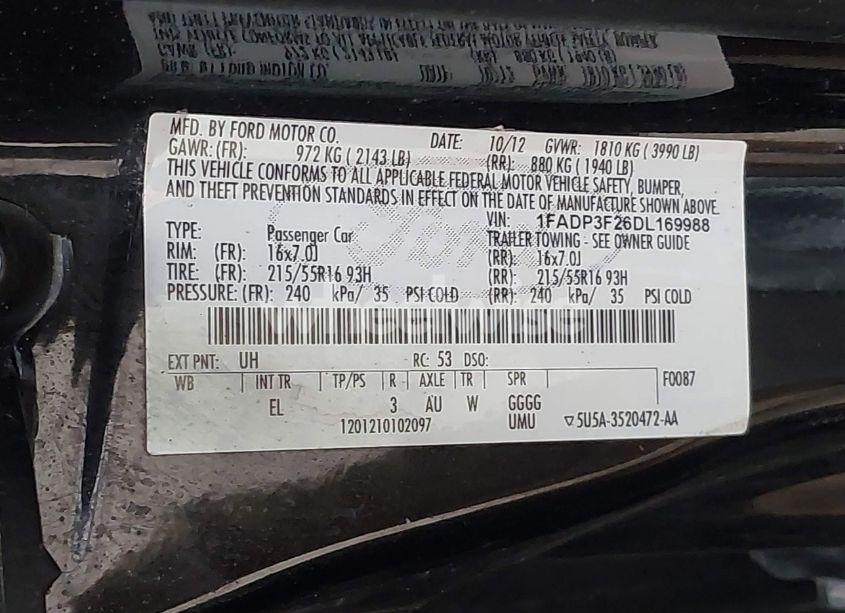 MFD. BY FORD MOTOR CO. DATE: 10/12 GVWR: 1810 KG ( 3990 LB)
GAWR: (FR): 972 KG ( 2143 LB) (RR): 880 KG ( 1940 LB)
THIS VEHICLE CONFORMS TO ALL APPLICABLE FEDERAL MOTOR VEHICLE SAFETY, BUMPER,
AND THEFT PREVENTION STANDARDS IN EFFECT ON THE DATE OF MANUFACTURE SHOWN ABOVE.
VIN: 1FADP3F26DL169988
TYPE: Passenger Car TRAILER TOWING - SEE OWNER GUIDE
RIM: (FR) 16x7.0J (RR): 16x7.0J
TIRE: (FR) : 215/55R16 93H (RR): 215/55R16 93H
PRESSURE: (FR): 240 kPa/ 35 PSI COLD (RR): 240 kPa/ 35 PSI COLD
EXT PNT: UH RC: 53 DSO:
WB INT TR TP/PS R AXLE TR SPR F0087
EL 3 AU W GGGG
1201210102097 UMU ▽5U5A-3520472-AA